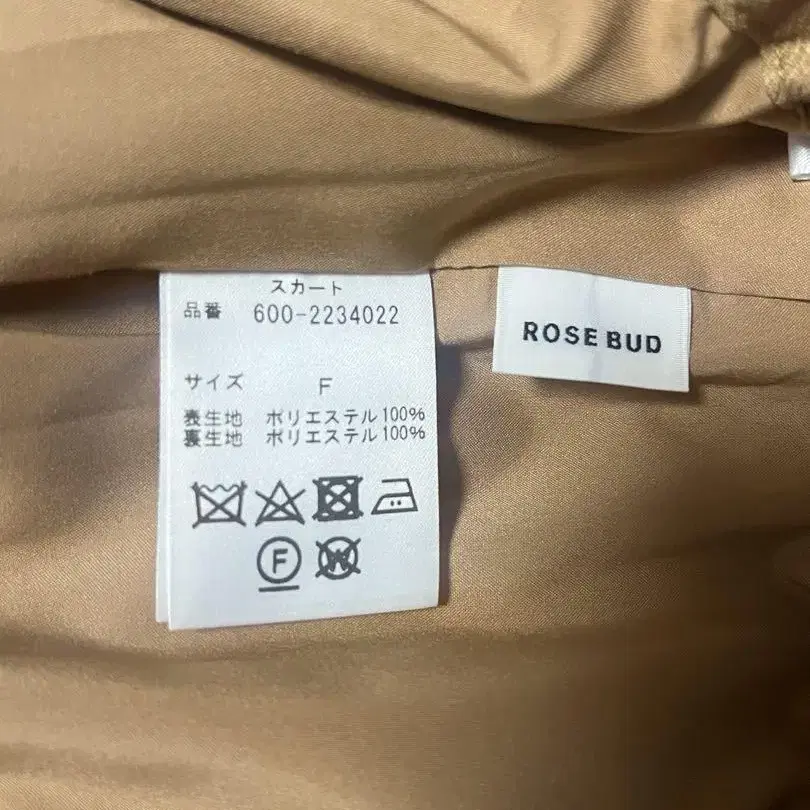 スカート
品番 600-2234022
サイズ F
表生地 ポリエステル100%
裏生地 ポリエステル100%
F
W
ROSE BUD